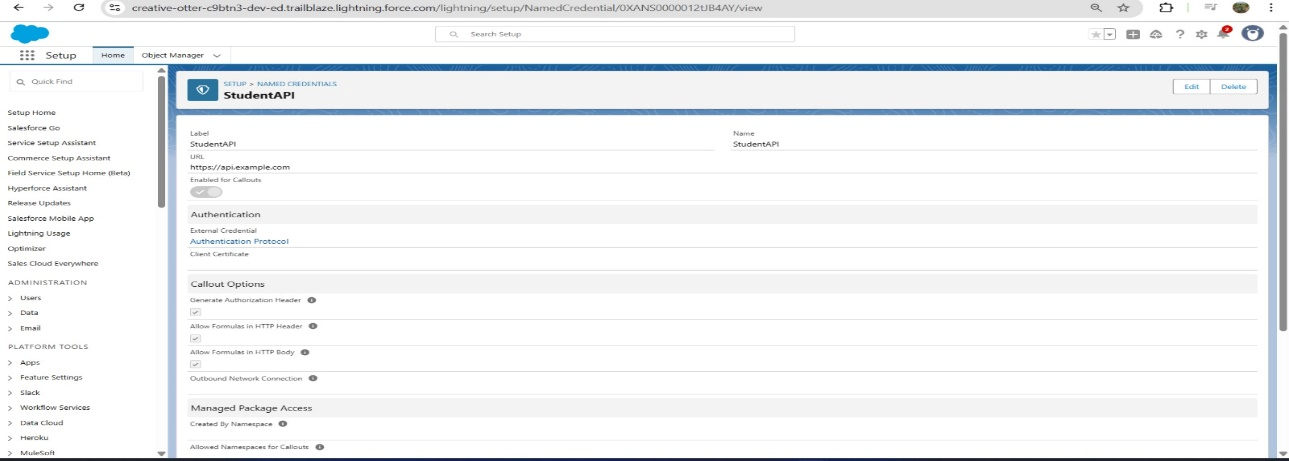 creative-otter-c9btn3-dev-ed.trailblaze.lightning.force.com/lightning/setup/NamedCredential/0XANS0000012tJB4AY/view
Search Setup
Setup
Home
Object Manager
Quick Find
Setup Home
Salesforce Go
Service Setup Assistant
Commerce Setup Assistant
Field Service Setup Home (Beta)
Hyperforce Assistant
Release Updates
Salesforce Mobile App
Lightning Usage
Optimizer
Sales Cloud Everywhere
ADMINISTRATION
Users
Data
Email
PLATFORM TOOLS
Apps
Feature Settings
Slack
Workflow Services
Data Cloud
Heroku
MuleSoft
SETUP > NAMED CREDENTIALS
StudentAPI
Edit
Delete
Label
StudentAPI
Name
StudentAPI
URL
https://api.example.com
Enabled for Callouts
Authentication
External Credential
Authentication Protocol
Client Certificate
Callout Options
Generate Authorization Header
Allow Formulas in HTTP Header
Allow Formulas in HTTP Body
Outbound Network Connection
Managed Package Access
Created By Namespace
Allowed Namespaces for Callouts